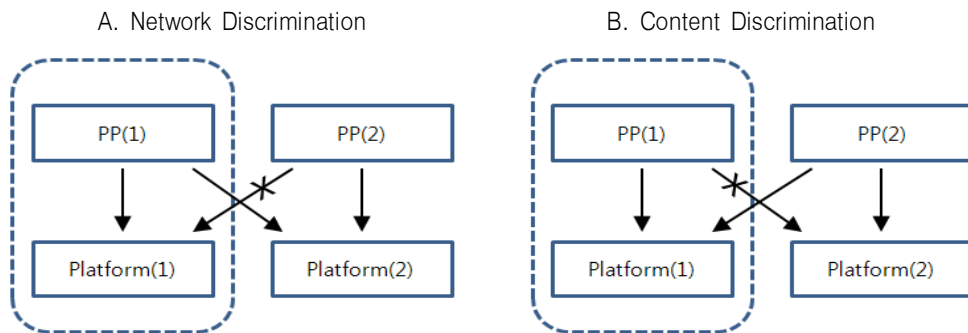 A. Network Discrimination
B. Content Discrimination
PP(1)
PP(2)
PP(1)
PP(2)
Platform(1)
Platform(2)
Platform(1)
Platform(2)